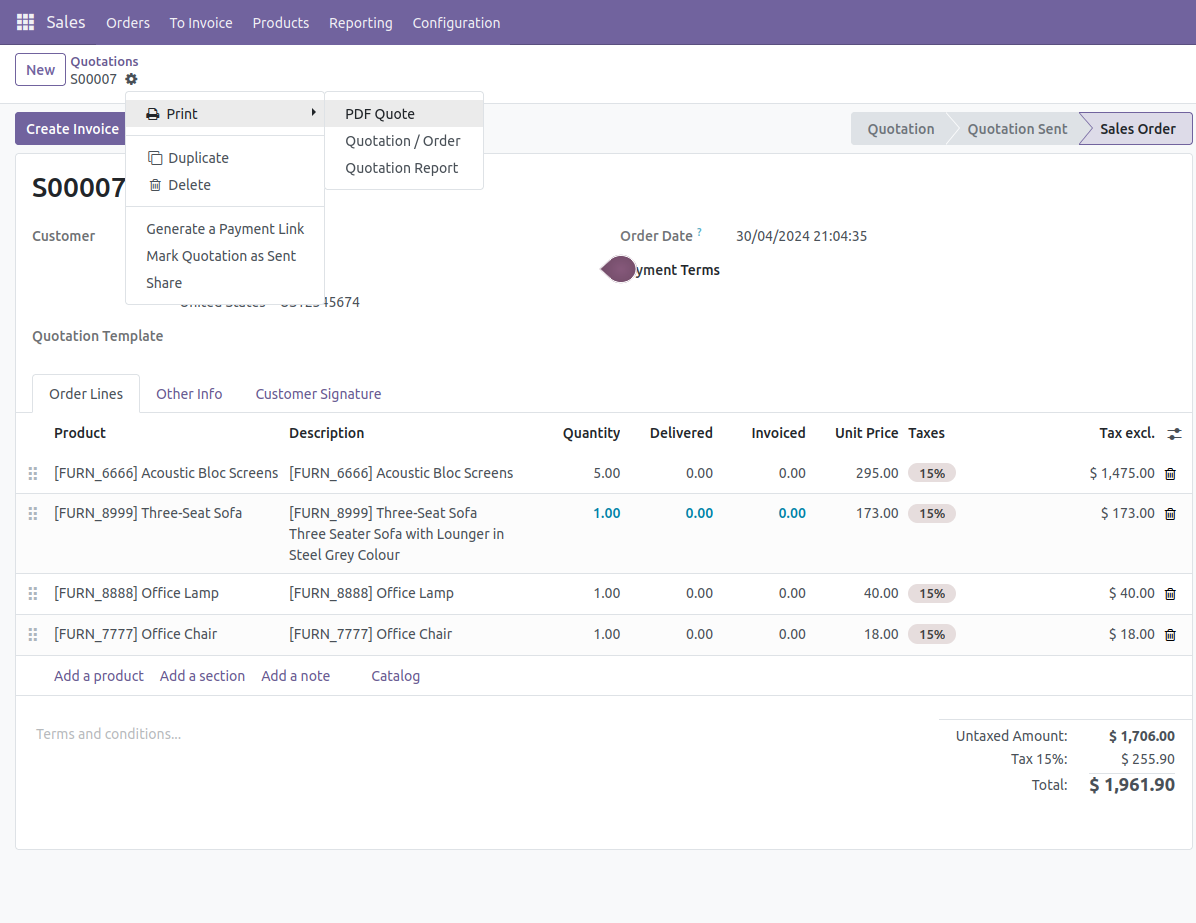 Sales Orders To Invoice Products Reporting Configuration
New Quotations
S00007
Print PDF Quote
Quotation / Order
Quotation Report
Duplicate
Delete
Generate a Payment Link
Mark Quotation as Sent
Share
Create Invoice Quotation Quotation Sent Sales Order
S00007
Customer Order Date ? 30/04/2024 21:04:35
yment Terms
Quotation Template
Order Lines Other Info Customer Signature
Product Description Quantity Delivered Invoiced Unit Price Taxes Tax excl.
[FURN_6666] Acoustic Bloc Screens [FURN_6666] Acoustic Bloc Screens 5.00 0.00 0.00 295.00 15% $ 1,475.00
[FURN_8999] Three-Seat Sofa [FURN_8999] Three-Seat Sofa 1.00 0.00 0.00 173.00 15% $ 173.00
Three Seater Sofa with Lounger in
Steel Grey Colour
[FURN_8888] Office Lamp [FURN_8888] Office Lamp 1.00 0.00 0.00 40.00 15% $ 40.00
[FURN_7777] Office Chair [FURN_7777] Office Chair 1.00 0.00 0.00 18.00 15% $ 18.00
Add a product Add a section Add a note Catalog
Terms and conditions...
Untaxed Amount: $ 1,706.00
Tax 15%: $ 255.90
Total: $ 1,961.90